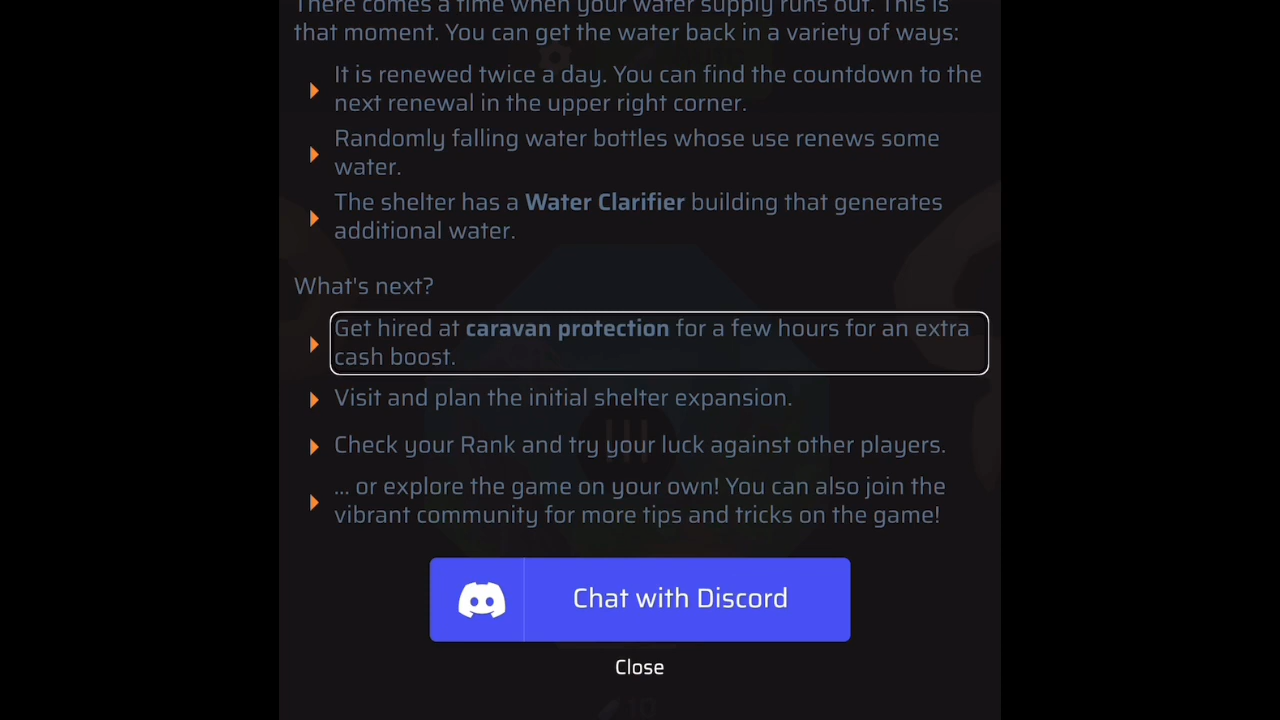 There comes a time when your water supply runs out. This is
that moment. You can get the water back in a variety of ways:
It is renewed twice a day. You can find the countdown to the
next renewal in the upper right corner.
Randomly falling water bottles whose use renews some
water.
The shelter has a Water Clarifier building that generates
additional water.
What's next?
Get hired at caravan protection for a few hours for an extra
cash boost.
Visit and plan the initial shelter expansion.
Check your Rank and try your luck against other players.
... or explore the game on your own! You can also join the
vibrant community for more tips and tricks on the game!
Chat with Discord
Close
10